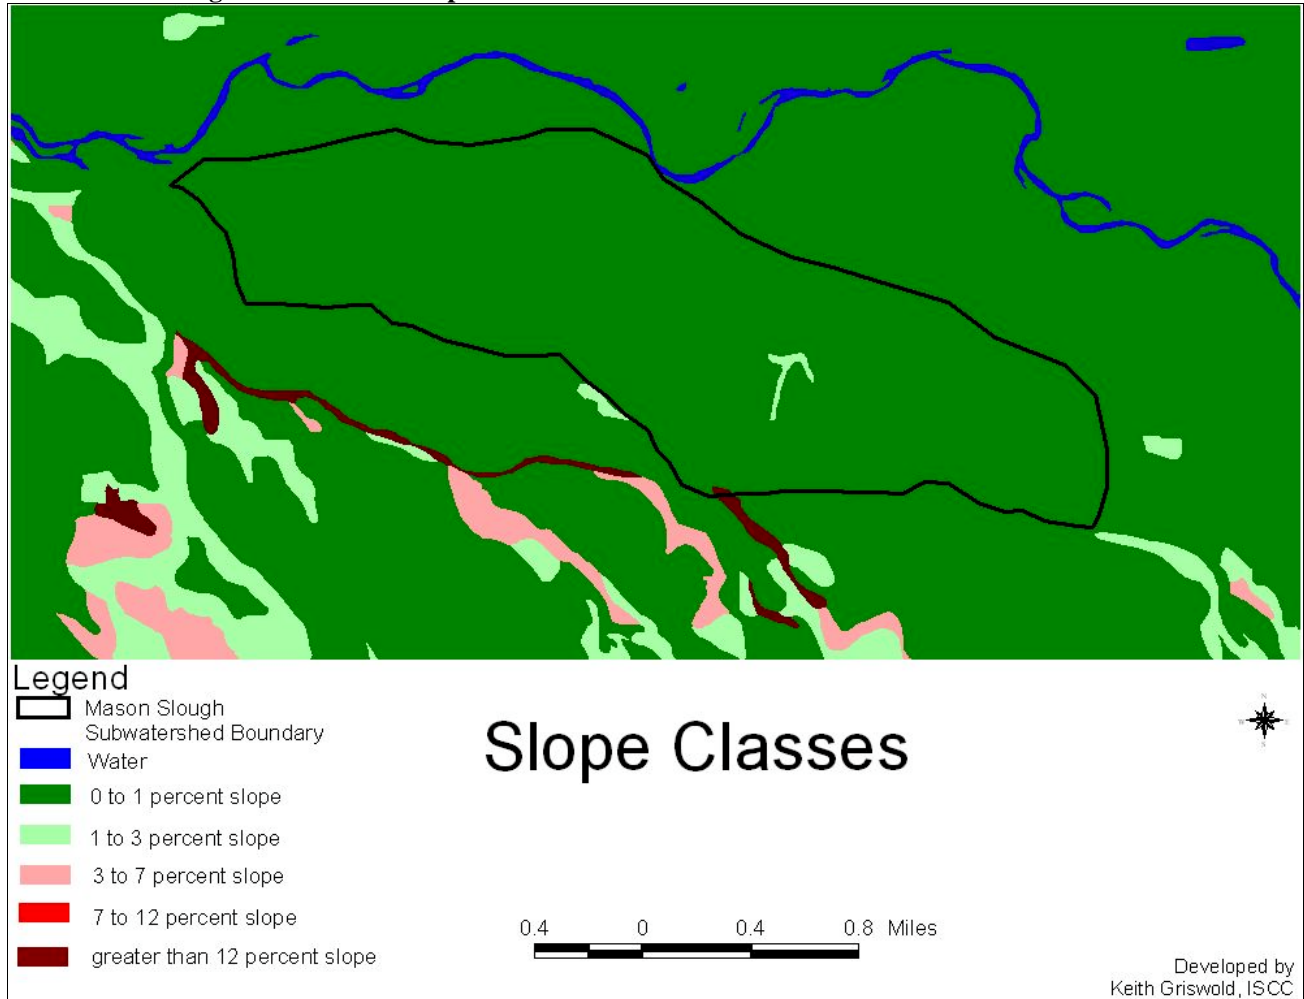 Legend
Mason Slough
Subwatershed Boundary
Water
0 to 1 percent slope
1 to 3 percent slope
3 to 7 percent slope
7 to 12 percent slope
greater than 12 percent slope
Slope Classes
N
W E
S
0.4 0 0.4 0.8 Miles
Developed by
Keith Griswold, ISCC